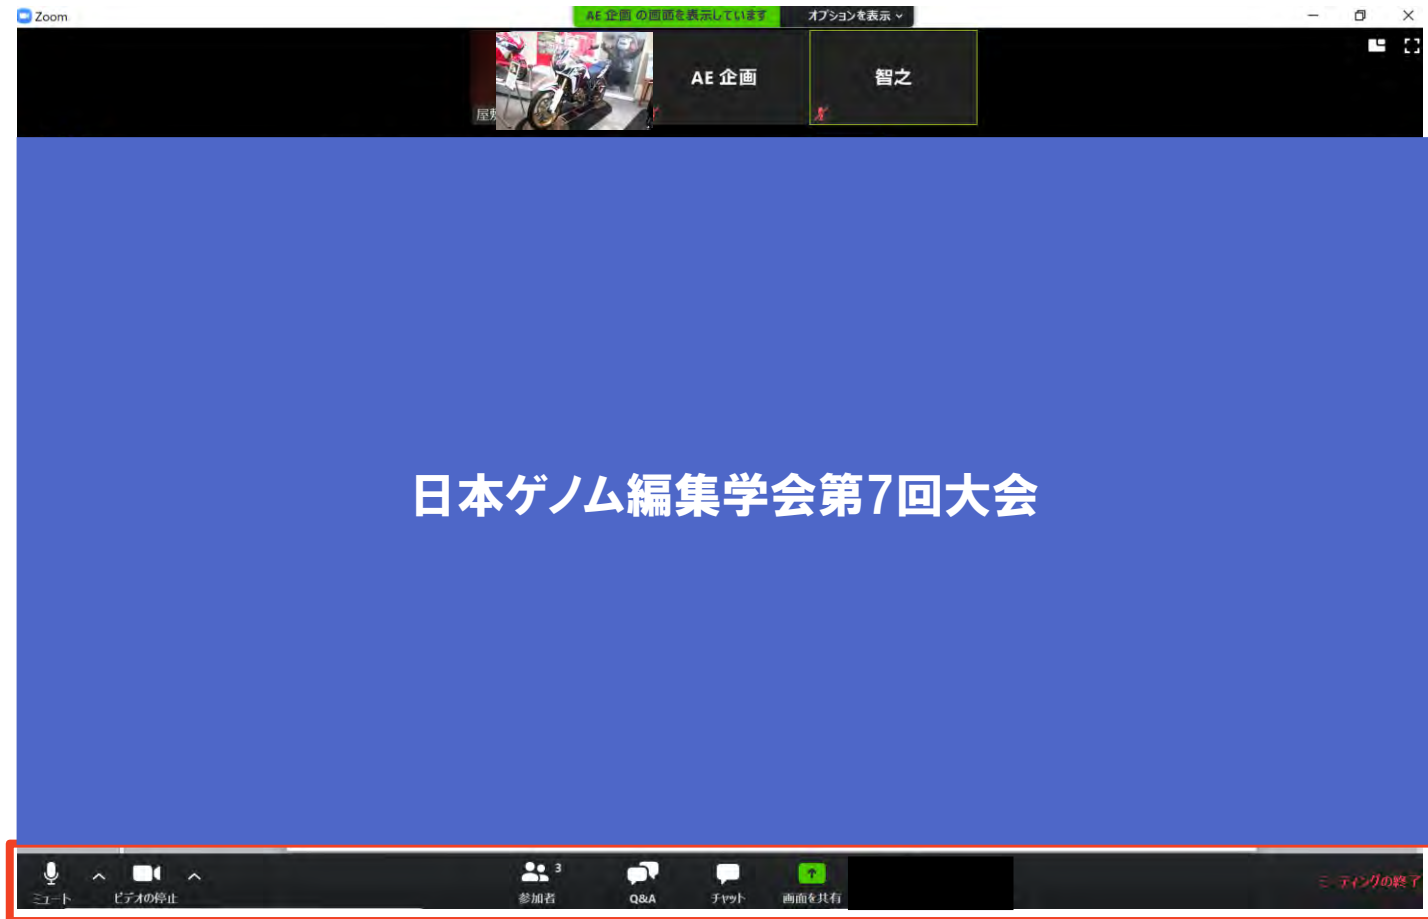 Zoom
AE 企画 の画面を表示しています
オプションを表示
AE 企画
智之
日本ゲノム編集学会第7回大会
ミュート
ビデオの停止
3
参加者
Q&A
チャット
画面を共有
ミーティングの終了